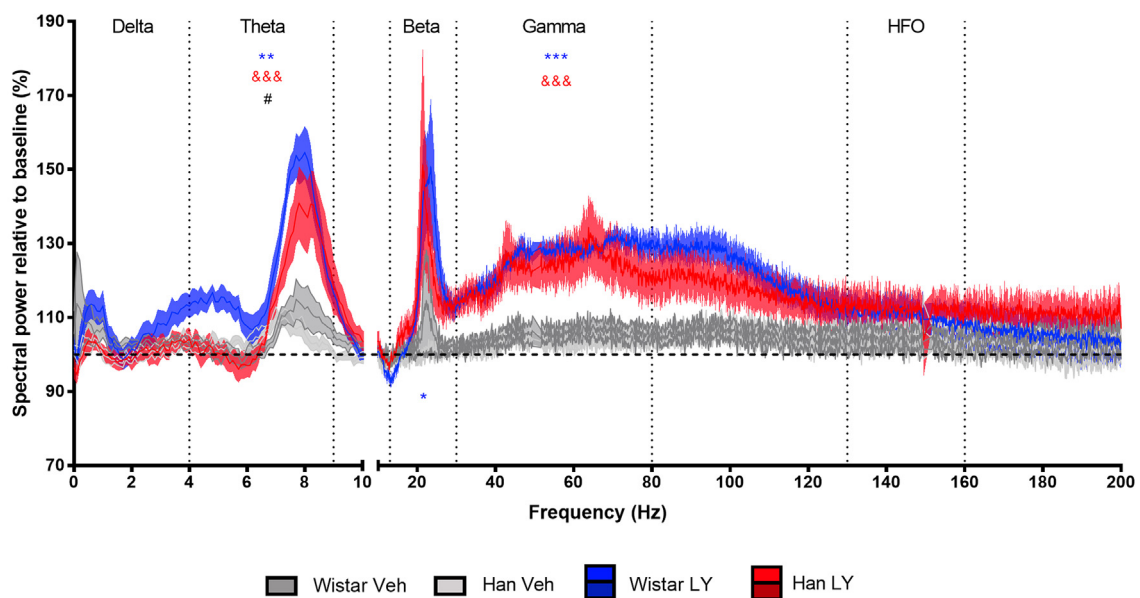 Delta Theta Beta Gamma HFO
** ***
&&& &&&
#
*
Spectral power relative to baseline (%)
190
170
150
130
110
90
70
0 2 4 6 8 10 20 40 60 80 100 120 140 160 180 200
Frequency (Hz)
Wistar Veh Han Veh Wistar LY Han LY